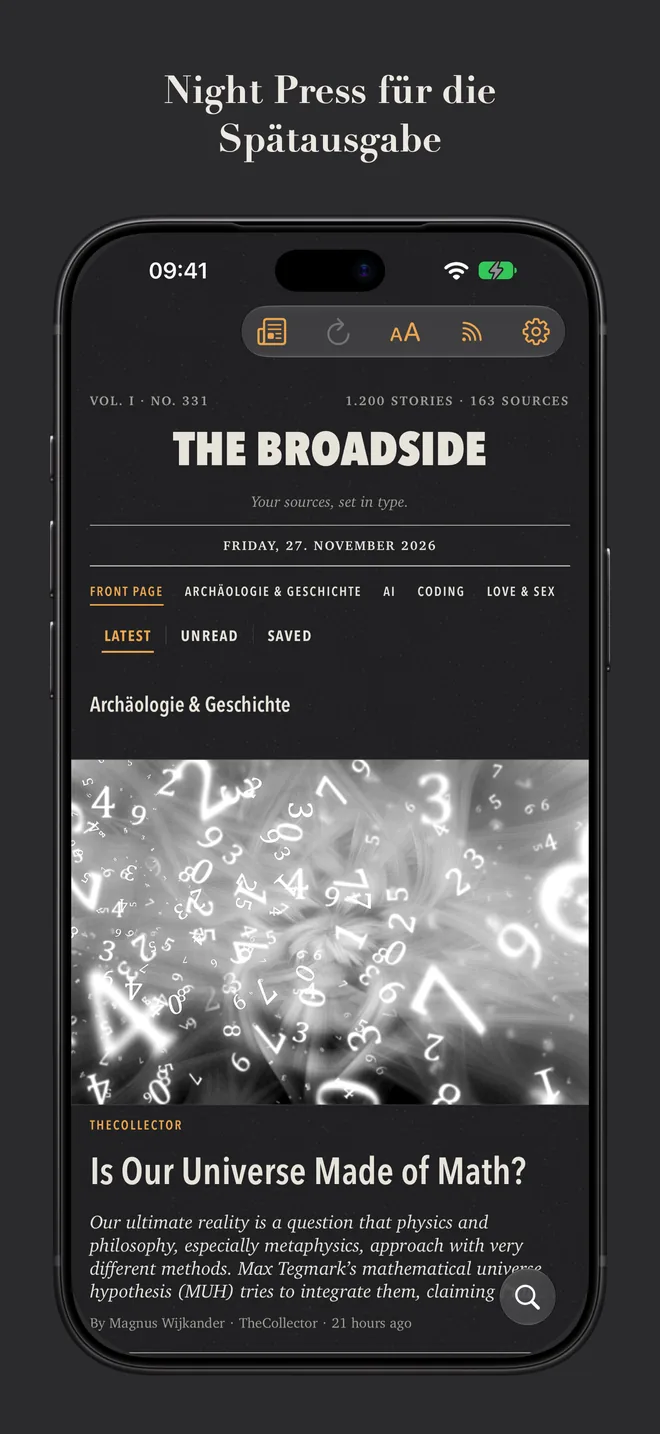 Night Press für die
Spätausgabe
09:41
AA
VOL. I · NO. 331
1.200 STORIES · 163 SOURCES
THE BROADSIDE
Your sources, set in type.
FRIDAY, 27. NOVEMBER 2026
FRONT PAGE ARCHÄOLOGIE & GESCHICHTE AI CODING LOVE & SEX
LATEST UNREAD SAVED
Archäologie & Geschichte
THECOLLECTOR
Is Our Universe Made of Math?
Our ultimate reality is a question that physics and
philosophy, especially metaphysics, approach with very
different methods. Max Tegmark’s mathematical universe
hypothesis (MUH) tries to integrate them, claiming
By Magnus Wijkander · TheCollector · 21 hours ago